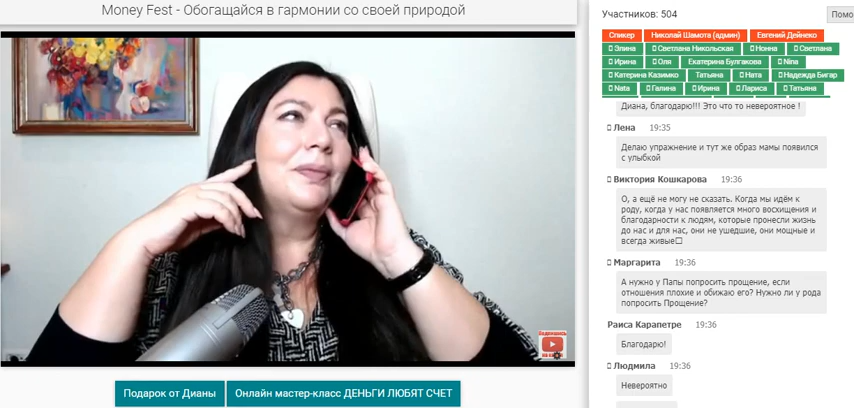 Money Fest - Обогащайся в гармонии со своей природой
Подарок от Дианы
Онлайн мастер-класс ДЕНЬГИ ЛЮБЯТ СЧЕТ
Участников: 504
Помо
Спикер
Николай Шамота (админ)
Евгений Дейнеко
Элина
Светлана Никольская
Нонна
Светлана
Ирина
Оля
Екатерина Булгакова
Nina
Катерина Казимко
Татьяна
Ната
Надежда Бигар
Nata
Галина
Ирина
Лариса
Татьяна
Диана, благодарю!!! Это что то невероятное !
Лена 19:35
Делаю упражнение и тут же образ мамы появился
с улыбкой
Виктория Кошкарова 19:36
О, а ещё не могу не сказать. Когда мы идём к
роду, когда у нас появляется много восхищения и
благодарности к людям, которые пронесли жизнь
до нас и для нас, они не ушедшие, они мощные и
всегда живые
Маргарита 19:36
А нужно у Папы попросить прощение, если
отношения плохие и обижаю его? Нужно ли у рода
попросить Прощение?
Раиса Карапетре 19:36
Благодарю!
Людмила 19:36
Невероятно